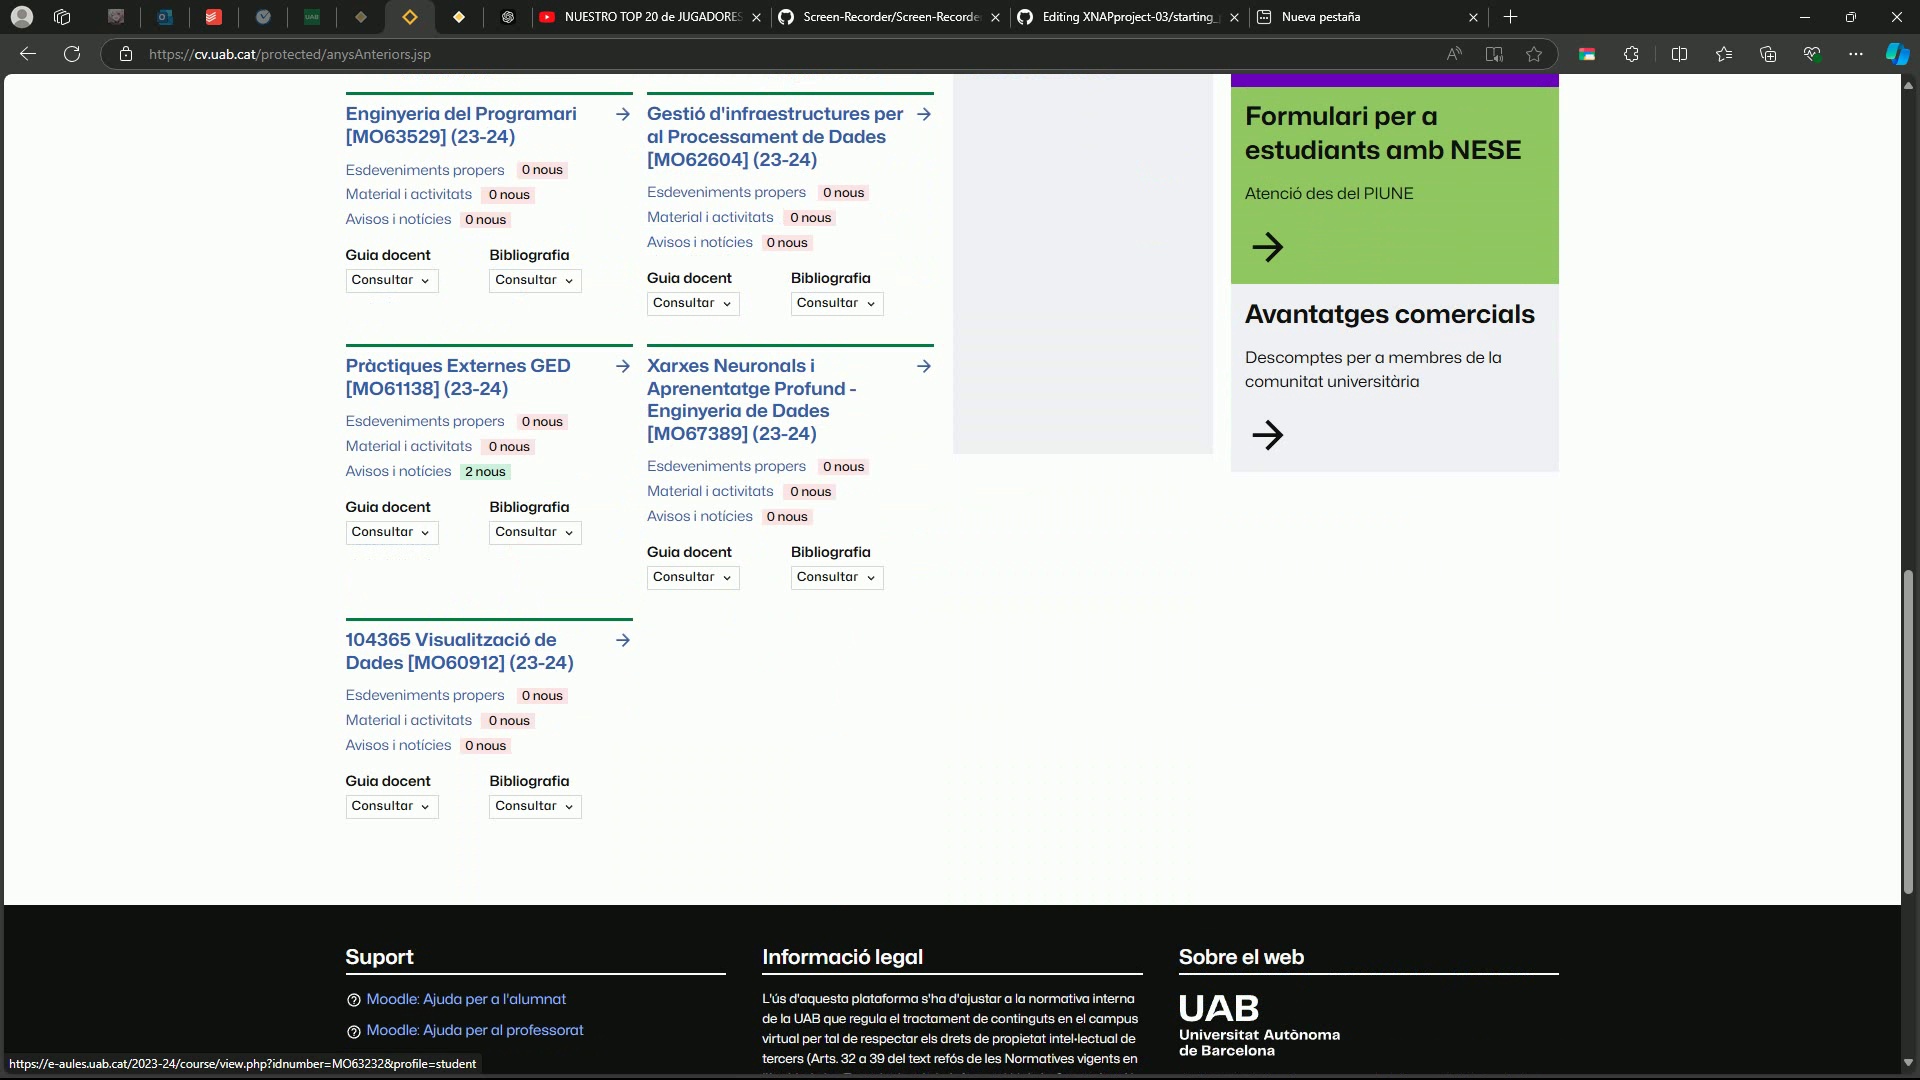 NUESTRO TOP 20 de JUGADORES
Screen-Recorder/Screen-Recorde
Editing XNAPproject-03/starting_
Nueva pestaña
https://cv.uab.cat/protected/anysAnteriors.jsp
Enginyeria del Programari
[MO63529] (23-24)
Esdeveniments propers 0 nous
Material i activitats 0 nous
Avisos i notícies 0 nous
Guia docent Bibliografia
Consultar Consultar
Gestió d'infraestructures per
al Processament de Dades
[MO62604] (23-24)
Esdeveniments propers 0 nous
Material i activitats 0 nous
Avisos i notícies 0 nous
Guia docent Bibliografia
Consultar Consultar
Pràctiques Externes GED
[MO61138] (23-24)
Esdeveniments propers 0 nous
Material i activitats 0 nous
Avisos i notícies 2 nous
Guia docent Bibliografia
Consultar Consultar
Xarxes Neuronals i
Aprenentatge Profund -
Enginyeria de Dades
[MO67389] (23-24)
Esdeveniments propers 0 nous
Material i activitats 0 nous
Avisos i notícies 0 nous
Guia docent Bibliografia
Consultar Consultar
104365 Visualització de
Dades [MO60912] (23-24)
Esdeveniments propers 0 nous
Material i activitats 0 nous
Avisos i notícies 0 nous
Guia docent Bibliografia
Consultar Consultar
Formulari per a
estudiants amb NESE
Atenció des del PIUNE
Avantatges comercials
Descomptes per a membres de la
comunitat universitària
Suport
Moodle: Ajuda per a l'alumnat
Moodle: Ajuda per al professorat
Informació legal
L'ús d'aquesta plataforma s'ha d'ajustar a la normativa interna
de la UAB que regula el tractament de continguts en el campus
virtual per tal de respectar els drets de propietat intel•lectual de
tercers (Arts. 32 a 39 del text refós de les Normatives vigents en
Sobre el web
UAB
Universitat Autònoma
de Barcelona
https://e-aules.uab.cat/2023-24/course/view.php?idnumber=MO63232&profile=student